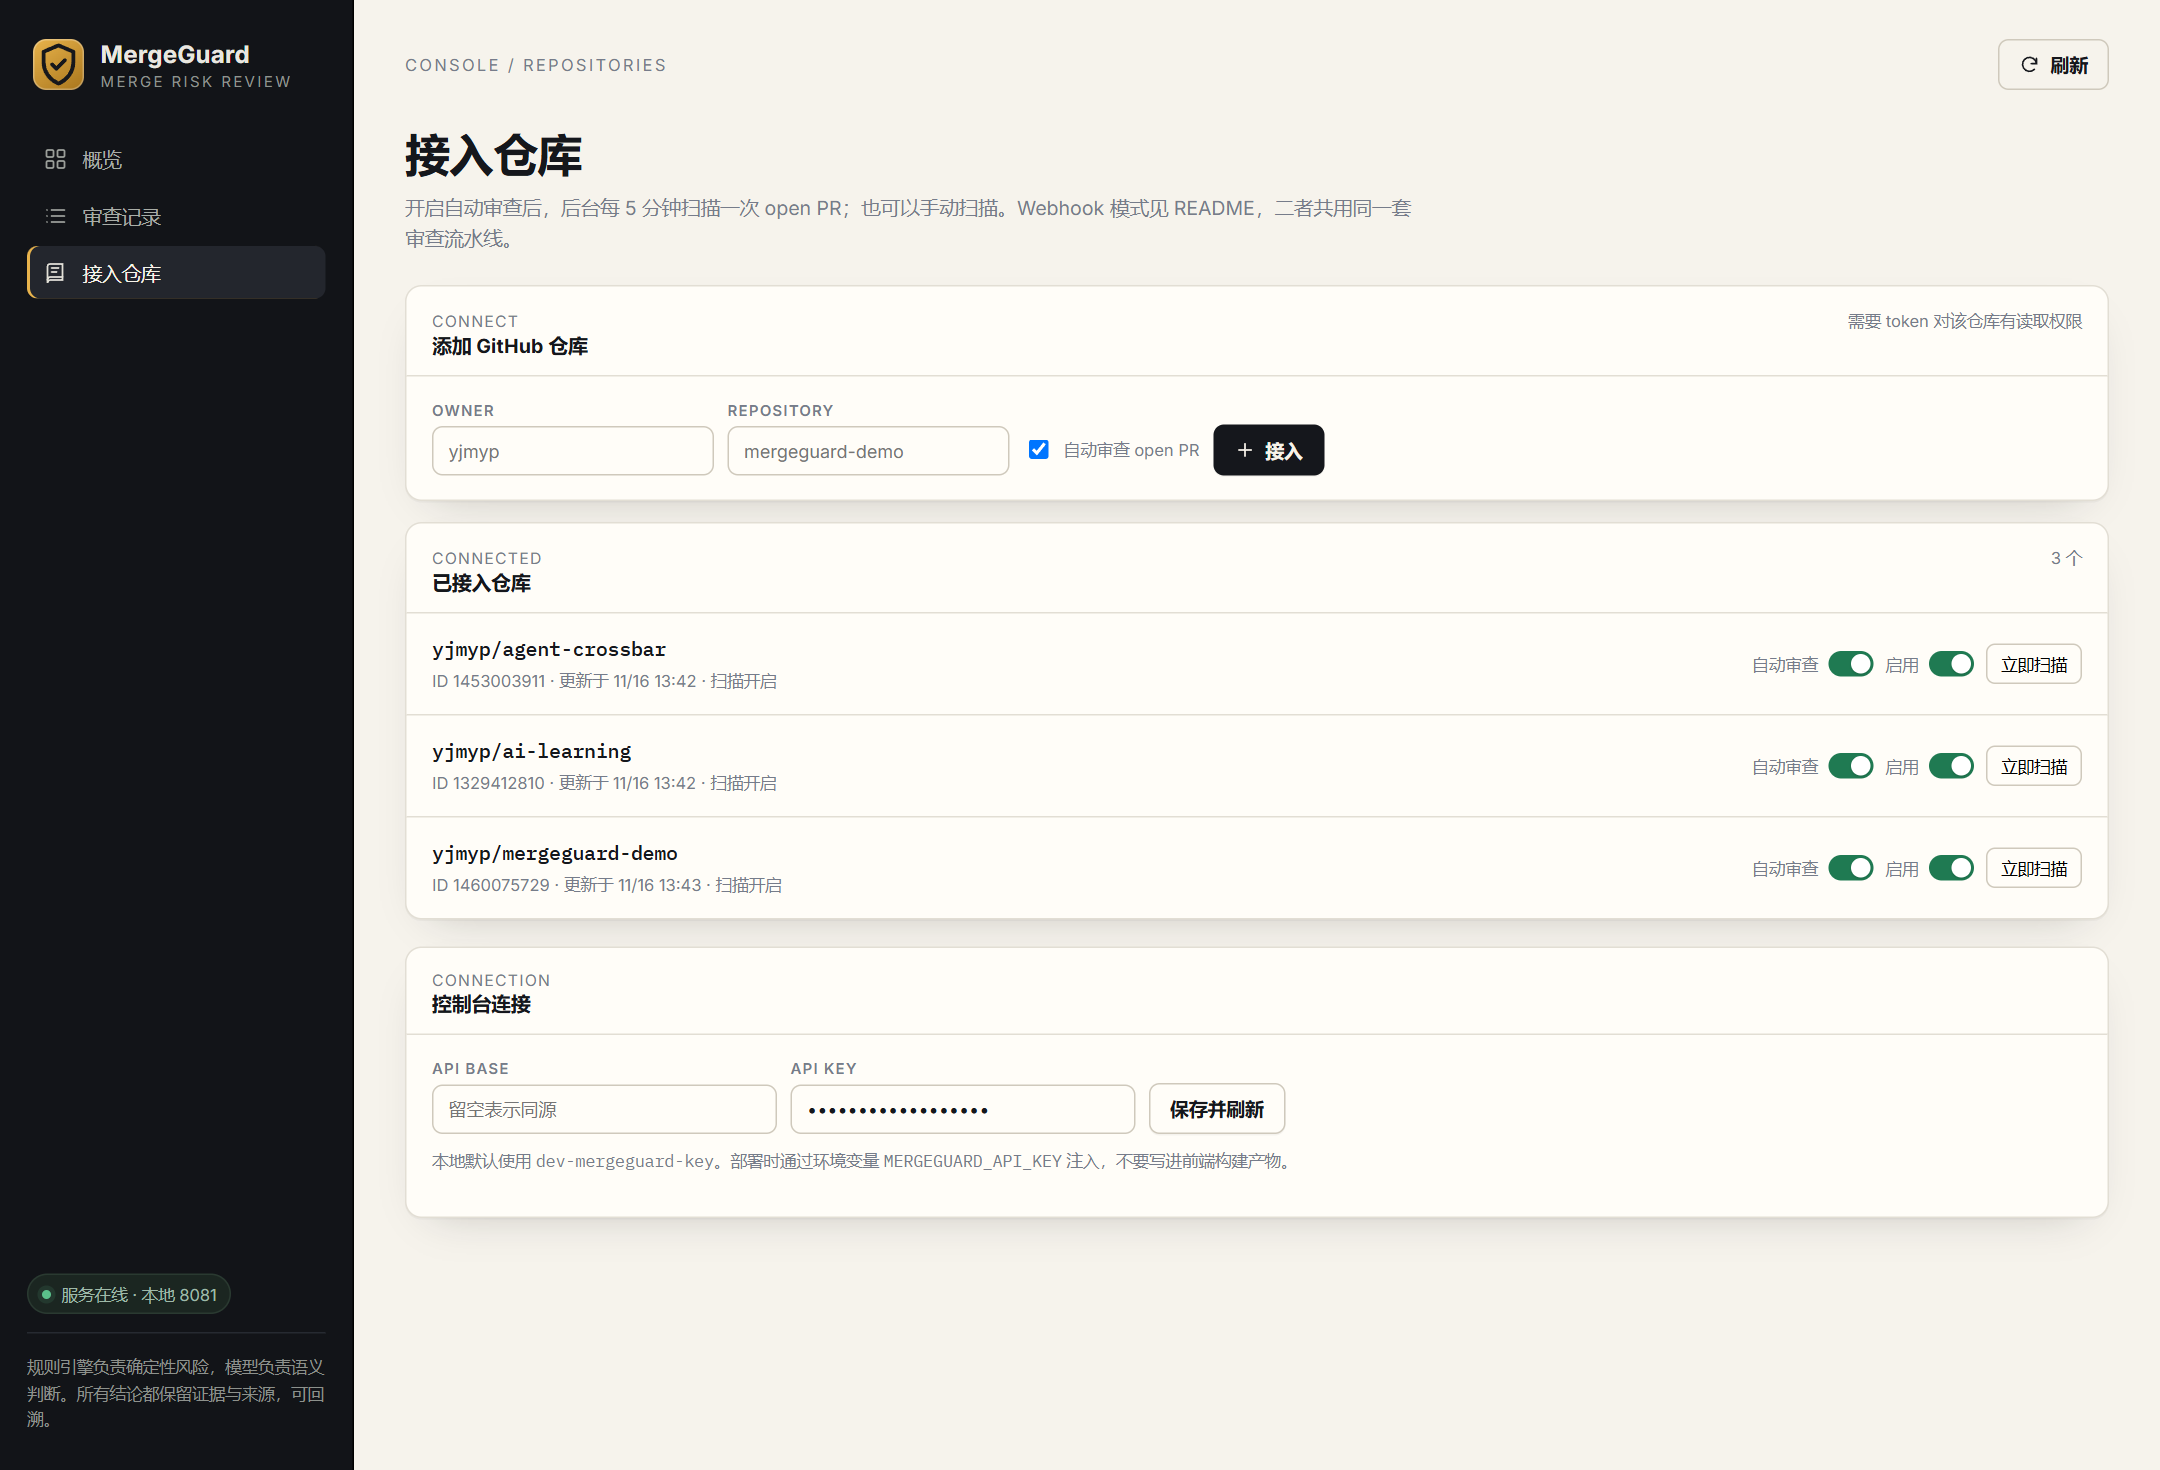 MergeGuard
MERGE RISK REVIEW
概览
审查记录
接入仓库
服务在线 · 本地 8081
规则引擎负责确定性风险，模型负责语义
判断。所有结论都保留证据与来源，可回
溯。
CONSOLE / REPOSITORIES
刷新
接入仓库
开启自动审查后，后台每 5 分钟扫描一次 open PR；也可以手动扫描。Webhook 模式见 README，二者共用同一套
审查流水线。
CONNECT
添加 GitHub 仓库
需要 token 对该仓库有读取权限
OWNER
REPOSITORY
yjmyp
mergeguard-demo
自动审查 open PR
接入
CONNECTED
已接入仓库
3 个
yjmyp/agent-crossbar
ID 1453003911 · 更新于 11/16 13:42 · 扫描开启
自动审查
启用
立即扫描
yjmyp/ai-learning
ID 1329412810 · 更新于 11/16 13:42 · 扫描开启
自动审查
启用
立即扫描
yjmyp/mergeguard-demo
ID 1460075729 · 更新于 11/16 13:43 · 扫描开启
自动审查
启用
立即扫描
CONNECTION
控制台连接
API BASE
API KEY
留空表示同源
••••••••••••••••••
保存并刷新
本地默认使用 dev-mergeguard-key。部署时通过环境变量 MERGEGUARD_API_KEY 注入，不要写进前端构建产物。